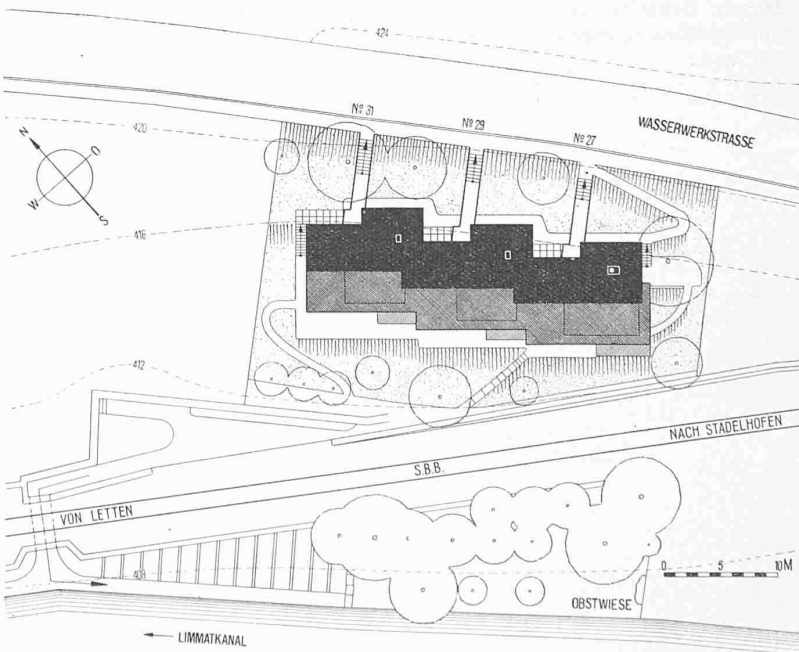 424
Nº 31
420
Nº 29
Nº 27
WASSERWERKSTRASSE
N
O
W
S
416
412
NACH STADELHOFEN
S.B.B.
VON LETTEN
408
0 5 10M
OBSTWIESE
LIMMATKANAL